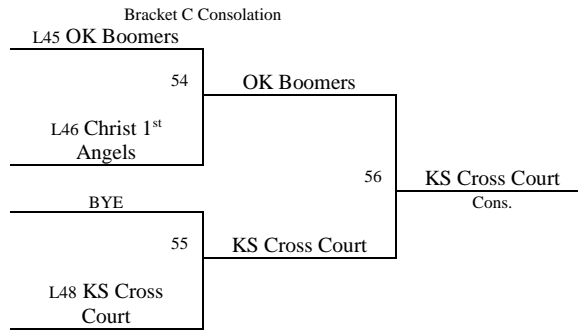 Bracket C Consolation
L45 OK Boomers
54
OK Boomers
L46 Christ 1st
Angels
56
KS Cross Court
Cons.
BYE
55
KS Cross Court
L48 KS Cross
Court